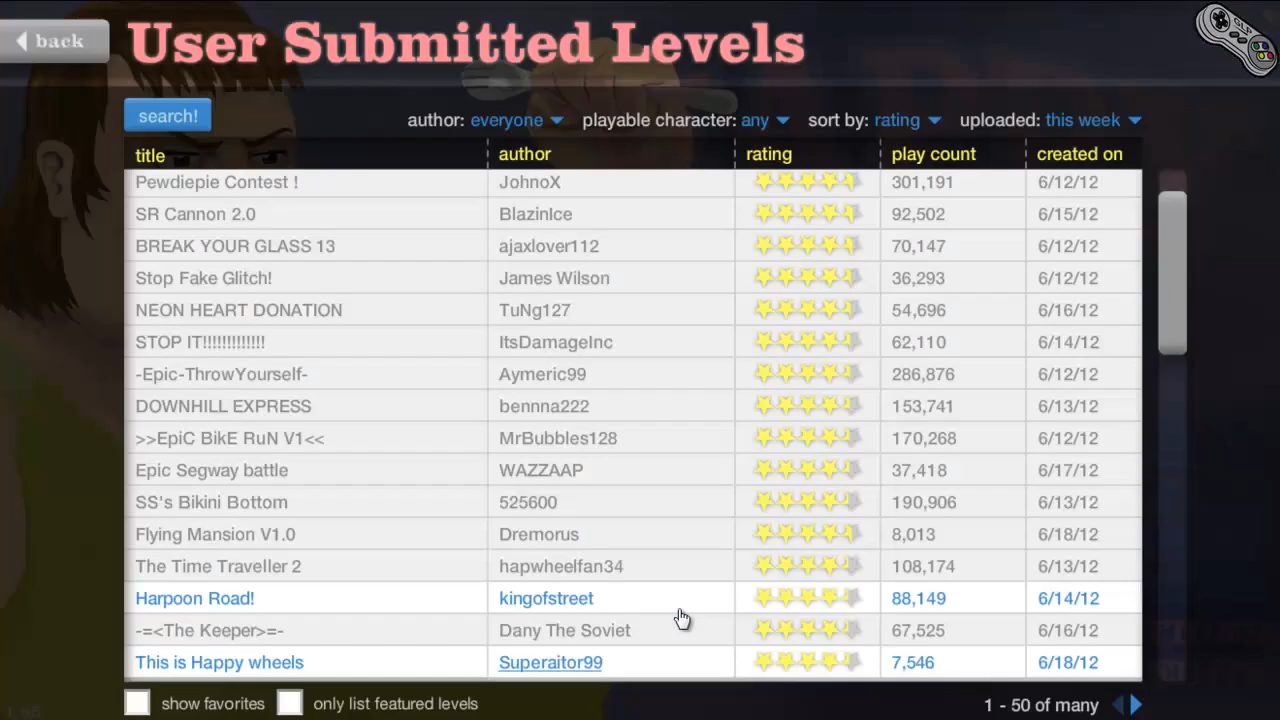 back
User Submitted Levels
search!
author: everyone playable character: any sort by: rating uploaded: this week
title author rating play count created on
Pewdiepie Contest ! JohnoX 301,191 6/12/12
SR Cannon 2.0 BlazinIce 92,502 6/15/12
BREAK YOUR GLASS 13 ajaxlover112 70,147 6/12/12
Stop Fake Glitch! James Wilson 36,293 6/12/12
NEON HEART DONATION TuNg127 54,696 6/16/12
STOP IT!!!!!!!!!!!!! ItsDamageInc 62,110 6/14/12
-Epic-ThrowYourself- Aymeric99 286,876 6/12/12
DOWNHILL EXPRESS bennna222 153,741 6/13/12
>>EpiC BikE RuN V1<< MrBubbles128 170,268 6/12/12
Epic Segway battle WAZZAAP 37,418 6/17/12
SS's Bikini Bottom 525600 190,906 6/13/12
Flying Mansion V1.0 Dremorus 8,013 6/18/12
The Time Traveller 2 hapwheelfan34 108,174 6/13/12
Harpoon Road! kingofstreet 88,149 6/14/12
-=<The Keeper>=- Dany The Soviet 67,525 6/16/12
This is Happy wheels Superaitor99 7,546 6/18/12
show favorites only list featured levels 1 - 50 of many